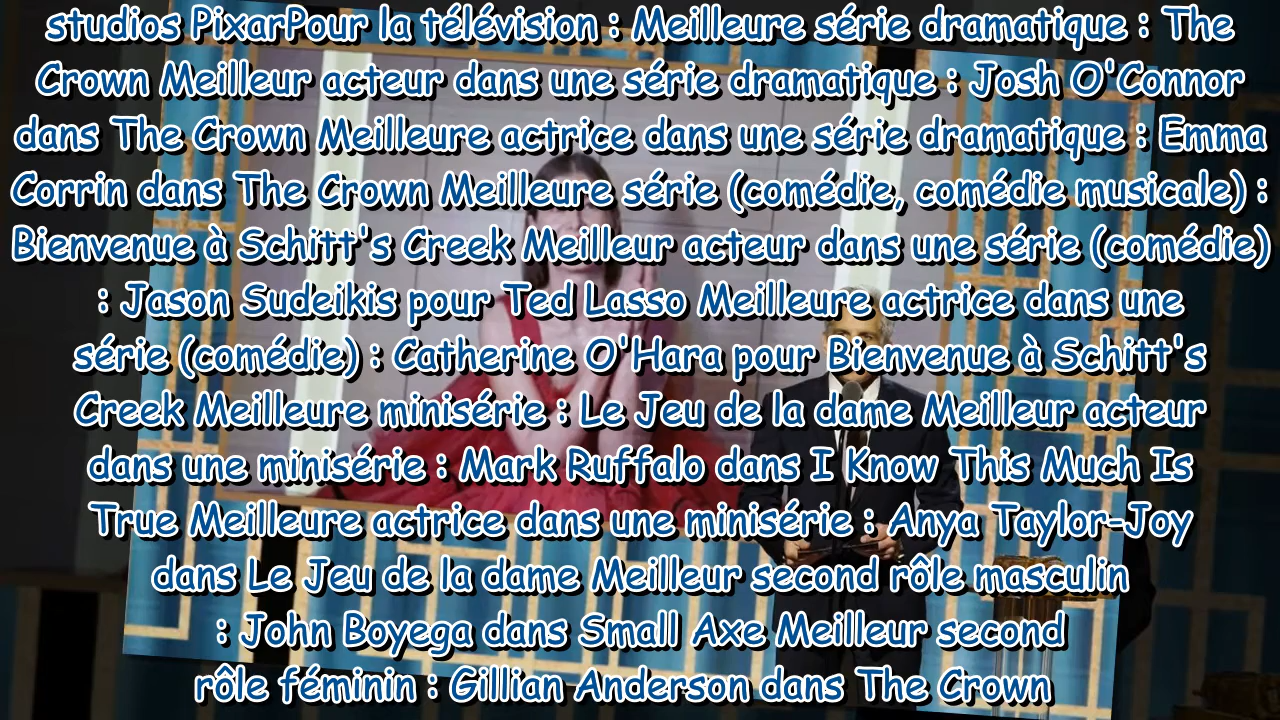 studios PixarPour la télévision : Meilleure série dramatique : The
Crown Meilleur acteur dans une série dramatique : Josh O'Connor
dans The Crown Meilleure actrice dans une série dramatique : Emma
Corrin dans The Crown Meilleure série (comédie, comédie musicale) :
Bienvenue à Schitt's Creek Meilleur acteur dans une série (comédie)
: Jason Sudeikis pour Ted Lasso Meilleure actrice dans une
série (comédie) : Catherine O'Hara pour Bienvenue à Schitt's
Creek Meilleure minisérie : Le Jeu de la dame Meilleur acteur
dans une minisérie : Mark Ruffalo dans I Know This Much Is
True Meilleure actrice dans une minisérie : Anya Taylor-Joy
dans Le Jeu de la dame Meilleur second rôle masculin
: John Boyega dans Small Axe Meilleur second
rôle féminin : Gillian Anderson dans The Crown